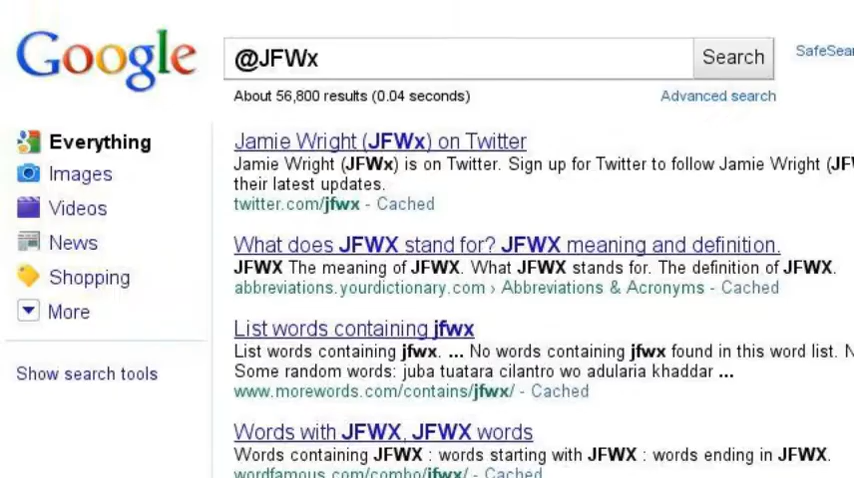 Google
@JFWx
Search
SafeSear
About 56,800 results (0.04 seconds)
Advanced search
Everything
Images
Videos
News
Shopping
More
Show search tools
Jamie Wright (JFWx) on Twitter
Jamie Wright (JFWx) is on Twitter. Sign up for Twitter to follow Jamie Wright (JFW
their latest updates.
twitter.com/jfwx - Cached
What does JFWX stand for? JFWX meaning and definition.
JFWX The meaning of JFWX. What JFWX stands for. The definition of JFWX.
abbreviations.yourdictionary.com › Abbreviations & Acronyms - Cached
List words containing jfwx
List words containing jfwx. ... No words containing jfwx found in this word list. N
Some random words: juba tuatara cilantro wo adularia khaddar ...
www.morewords.com/contains/jfwx/ - Cached
Words with JFWX, JFWX words
Words containing JFWX : words starting with JFWX : words ending in JFWX.
wordfamous.com/combo/jfwx/ - Cached